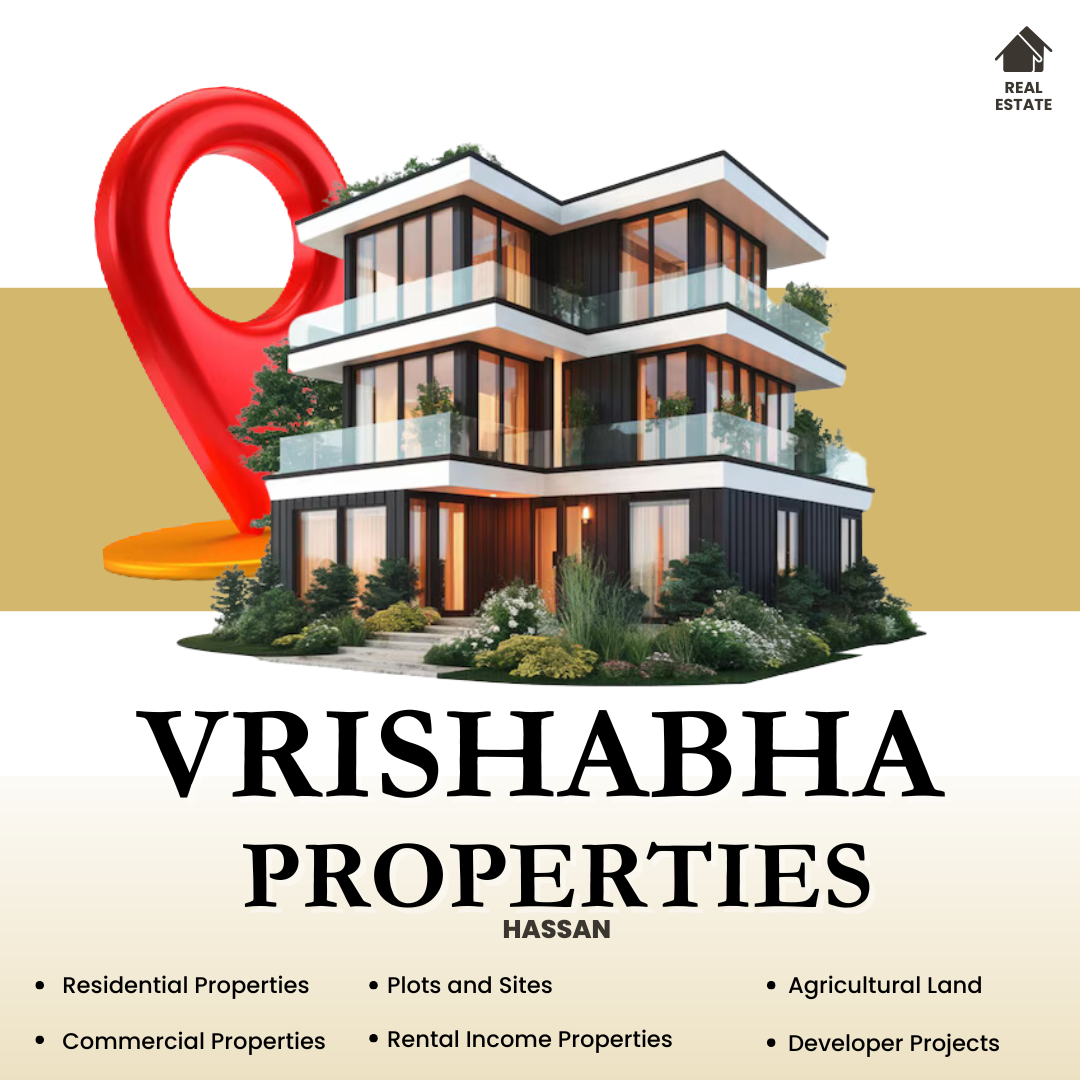 REAL
ESTATE
VRISHABHA
PROPERTIES
HASSAN
• Residential Properties
• Plots and Sites
• Agricultural Land
• Commercial Properties
• Rental Income Properties
• Developer Projects